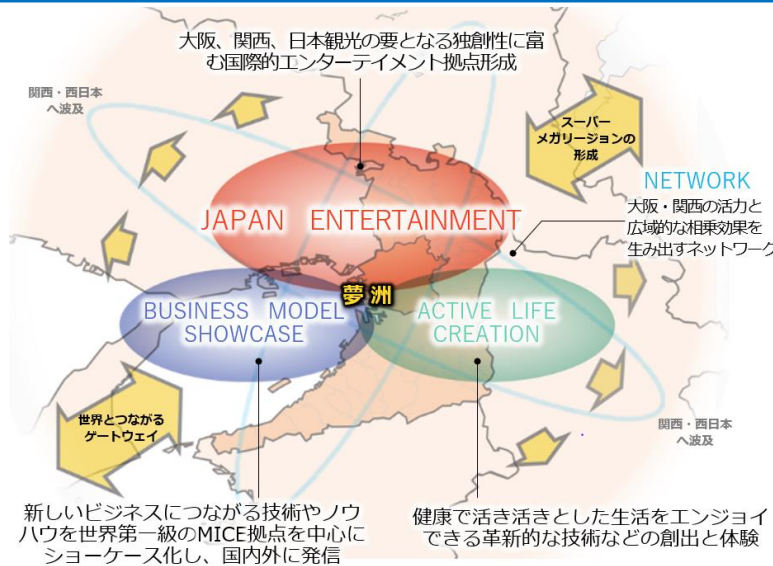 大阪、関西、日本観光の要となる独創性に富
む国際的エンターテイメント拠点形成
関西・西日本
へ波及
スーパー
メガリージョンの
形成
NETWORK
大阪・関西の活力と
広域的な相乗効果を
生み出すネットワーク
JAPAN ENTERTAINMENT
夢洲
BUSINESS MODEL
SHOWCASE
ACTIVE LIFE
CREATION
世界とつながる
ゲートウェイ
関西・西日本
へ波及
新しいビジネスにつながる技術やノウ
ハウを世界第一級のMICE拠点を中心に
ショーケース化し、国内外に発信
健康で活き活きとした生活をエンジョイ
できる革新的な技術などの創出と体験